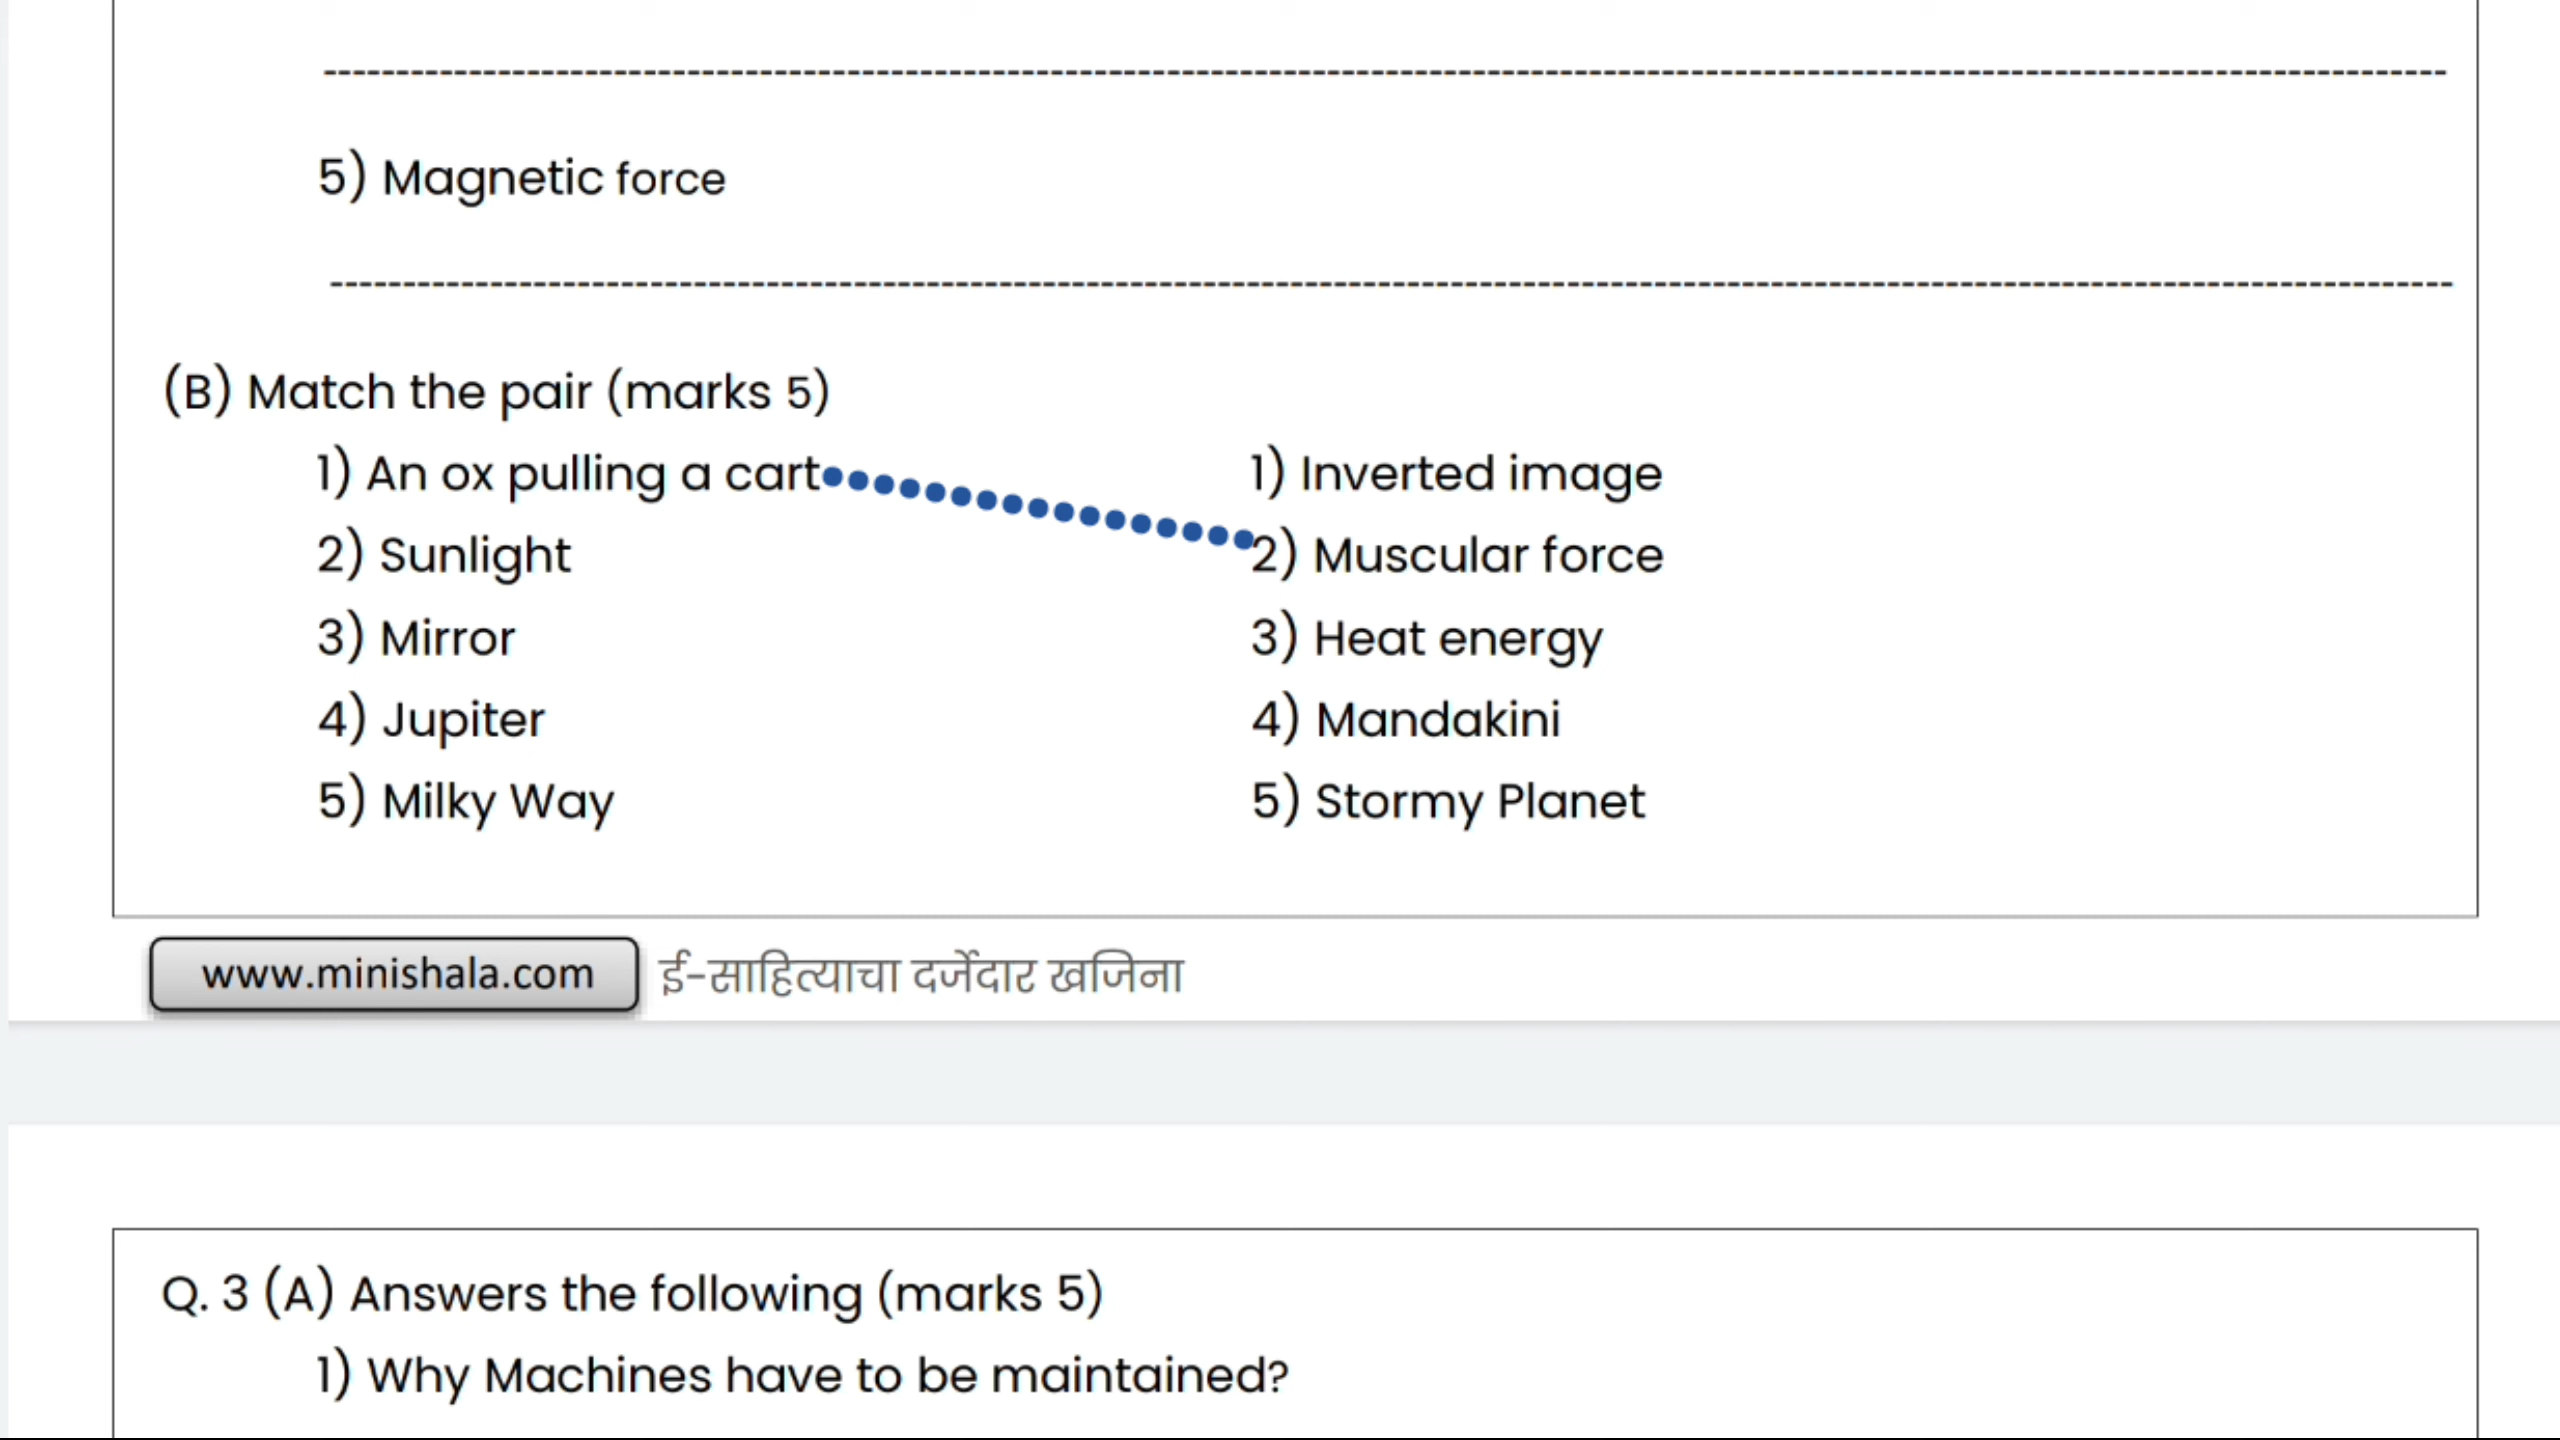 5) Magnetic force
(B) Match the pair (marks 5)
1) An ox pulling a cart 1) Inverted image
2) Sunlight 2) Muscular force
3) Mirror 3) Heat energy
4) Jupiter 4) Mandakini
5) Milky Way 5) Stormy Planet
www.minishala.com ई-साहित्याचा दर्जेदार खजिना
Q. 3 (A) Answers the following (marks 5)
1) Why Machines have to be maintained?